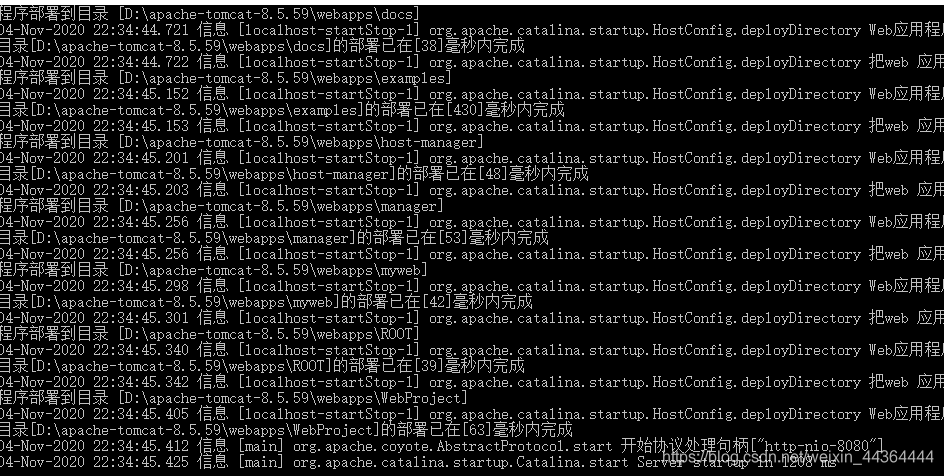 程序部署到目录 [D:\apache-tomcat-8.5.59\webapps\docs]
04-Nov-2020 22:34:44.721 信息 [localhost-startStop-1] org.apache.catalina.startup.HostConfig.deployDirectory Web应用程
目录[D:\apache-tomcat-8.5.59\webapps\docs]的部署已在[38]毫秒内完成
04-Nov-2020 22:34:44.722 信息 [localhost-startStop-1] org.apache.catalina.startup.HostConfig.deployDirectory 把web 应用
程序部署到目录 [D:\apache-tomcat-8.5.59\webapps\examples]
04-Nov-2020 22:34:45.152 信息 [localhost-startStop-1] org.apache.catalina.startup.HostConfig.deployDirectory Web应用程
目录[D:\apache-tomcat-8.5.59\webapps\examples]的部署已在[430]毫秒内完成
04-Nov-2020 22:34:45.153 信息 [localhost-startStop-1] org.apache.catalina.startup.HostConfig.deployDirectory 把web 应用
程序部署到目录 [D:\apache-tomcat-8.5.59\webapps\host-manager]
04-Nov-2020 22:34:45.201 信息 [localhost-startStop-1] org.apache.catalina.startup.HostConfig.deployDirectory Web应用程
目录[D:\apache-tomcat-8.5.59\webapps\host-manager]的部署已在[48]毫秒内完成
04-Nov-2020 22:34:45.203 信息 [localhost-startStop-1] org.apache.catalina.startup.HostConfig.deployDirectory 把web 应用
程序部署到目录 [D:\apache-tomcat-8.5.59\webapps\manager]
04-Nov-2020 22:34:45.256 信息 [localhost-startStop-1] org.apache.catalina.startup.HostConfig.deployDirectory Web应用程
目录[D:\apache-tomcat-8.5.59\webapps\manager]的部署已在[53]毫秒内完成
04-Nov-2020 22:34:45.256 信息 [localhost-startStop-1] org.apache.catalina.startup.HostConfig.deployDirectory 把web 应用
程序部署到目录 [D:\apache-tomcat-8.5.59\webapps\myweb]
04-Nov-2020 22:34:45.298 信息 [localhost-startStop-1] org.apache.catalina.startup.HostConfig.deployDirectory Web应用程
目录[D:\apache-tomcat-8.5.59\webapps\myweb]的部署已在[42]毫秒内完成
04-Nov-2020 22:34:45.301 信息 [localhost-startStop-1] org.apache.catalina.startup.HostConfig.deployDirectory 把web 应用
程序部署到目录 [D:\apache-tomcat-8.5.59\webapps\ROOT]
04-Nov-2020 22:34:45.340 信息 [localhost-startStop-1] org.apache.catalina.startup.HostConfig.deployDirectory Web应用程
目录[D:\apache-tomcat-8.5.59\webapps\ROOT]的部署已在[39]毫秒内完成
04-Nov-2020 22:34:45.342 信息 [localhost-startStop-1] org.apache.catalina.startup.HostConfig.deployDirectory 把web 应用
程序部署到目录 [D:\apache-tomcat-8.5.59\webapps\WebProject]
04-Nov-2020 22:34:45.405 信息 [localhost-startStop-1] org.apache.catalina.startup.HostConfig.deployDirectory Web应用程
目录[D:\apache-tomcat-8.5.59\webapps\WebProject]的部署已在[63]毫秒内完成
04-Nov-2020 22:34:45.412 信息 [main] org.apache.coyote.AbstractProtocol.start 开始协议处理句柄["http-nio-8080"]
04-Nov-2020 22:34:45.425 信息 [main] org.apache.catalina.startup.Catalina.start Server startup in ms
https://blog.csdn.net/weixin_44364444